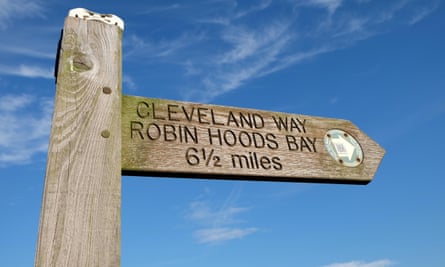 CLEVELAND WAY
ROBIN HOODS BAY
6½ miles